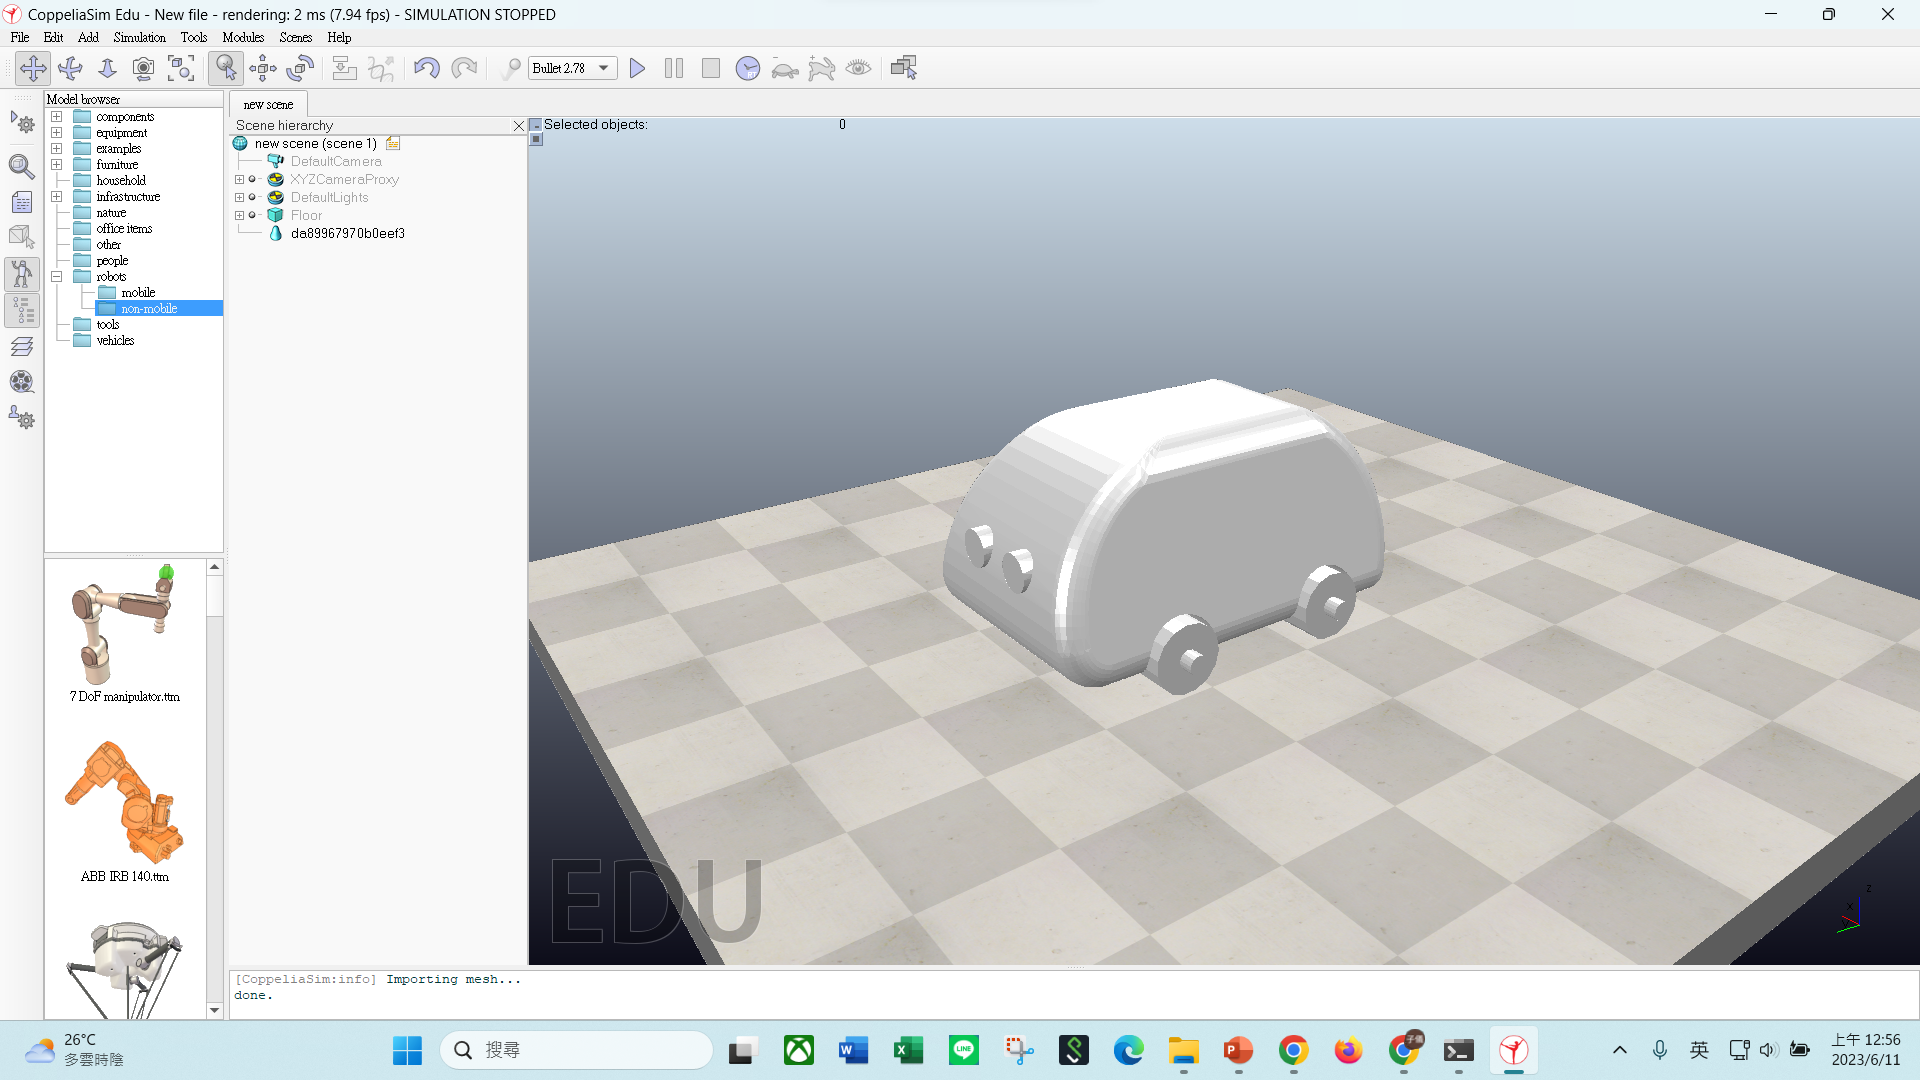 CoppeliaSim Edu - New file - rendering: 2 ms (7.94 fps) - SIMULATION STOPPED
File Edit Add Simulation Tools Modules Scenes Help
Bullet 2.78
RT
Model browser
components
equipment
examples
furniture
household
infrastructure
nature
office items
other
people
robots
mobile
non-mobile
tools
vehicles
7 DoF manipulator.ttm
ABB IRB 140.ttm
new scene
Scene hierarchy
new scene (scene 1)
DefaultCamera
XYZCameraProxy
DefaultLights
Floor
da89967970b0eef3
Selected objects: 0
EDU
z
x
[CoppeliaSim:info] Importing mesh...
done.
26°C
多雲時陰
搜尋
英
上午 12:56
2023/6/11